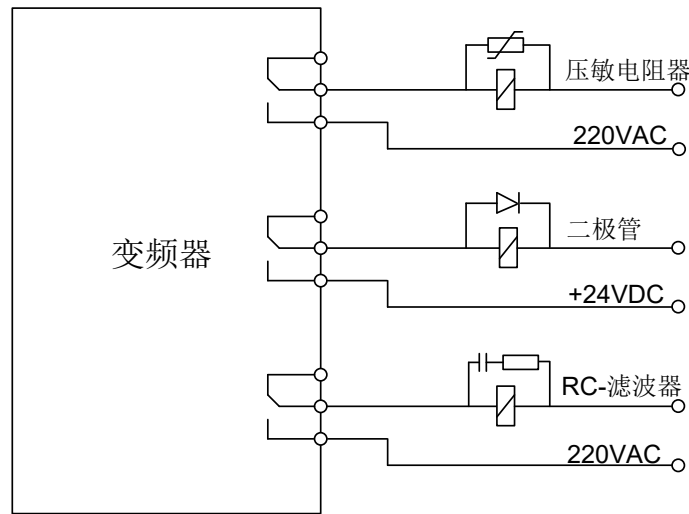 压敏电阻器
220VAC
二极管
变频器
+24VDC
RC-滤波器
220VAC